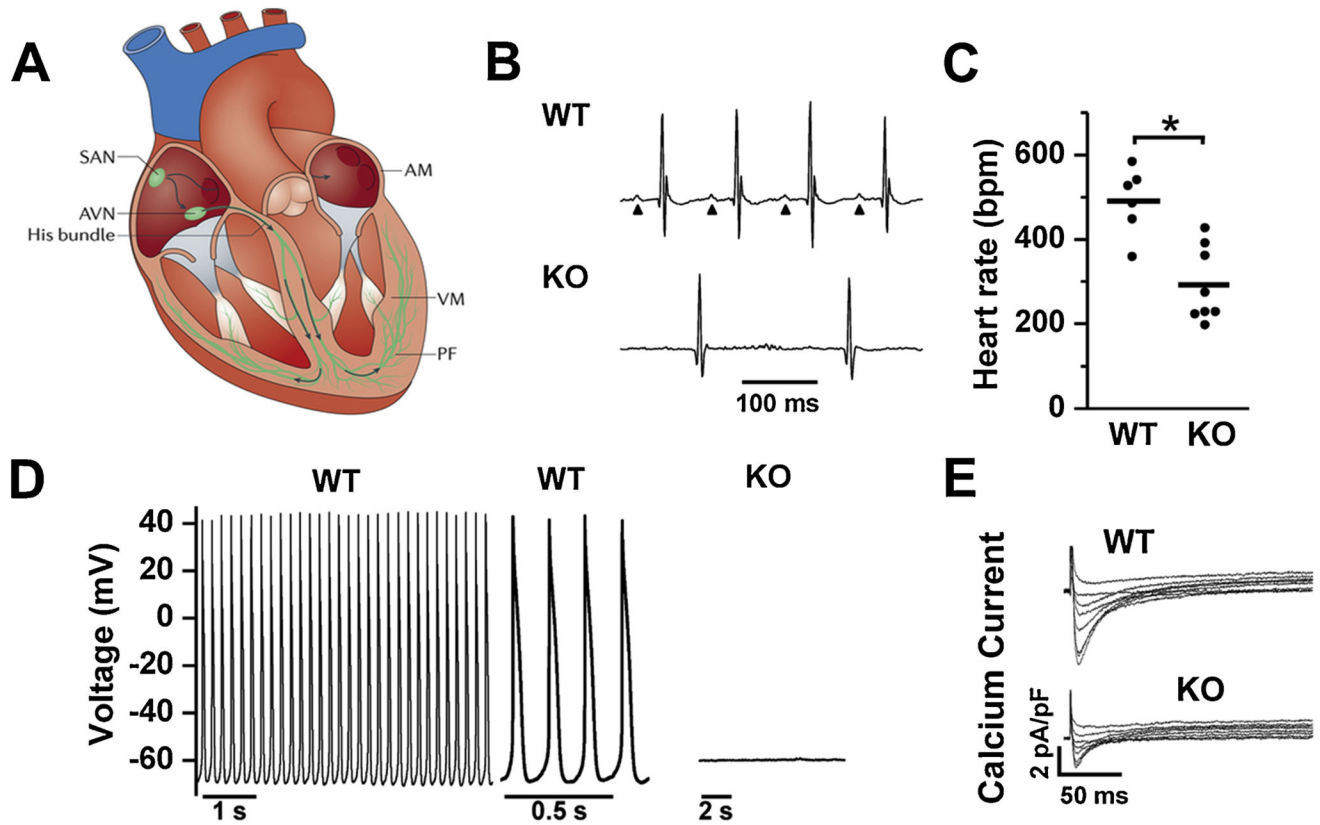 A
SAN
AVN
His bundle
AM
VM
PF
B
WT
KO
100 ms
C
*
Heart rate (bpm)
600
400
200
0
WT
KO
D
WT
WT
KO
Voltage (mV)
40
20
0
-20
-40
-60
1 s
0.5 s
2 s
E
Calcium Current
WT
KO
2 pA/pF
50 ms